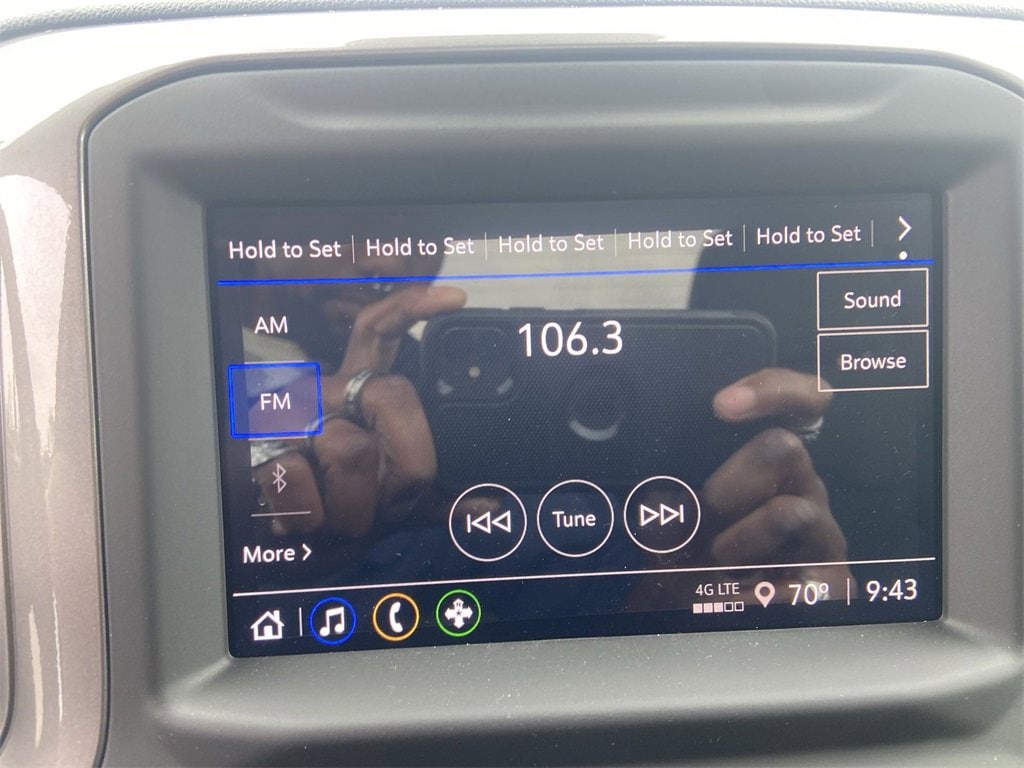 Hold to Set Hold to Set Hold to Set Hold to Set Hold to Set
AM
FM
106.3
Sound
Browse
Tune
More
4G LTE
70° 9:43